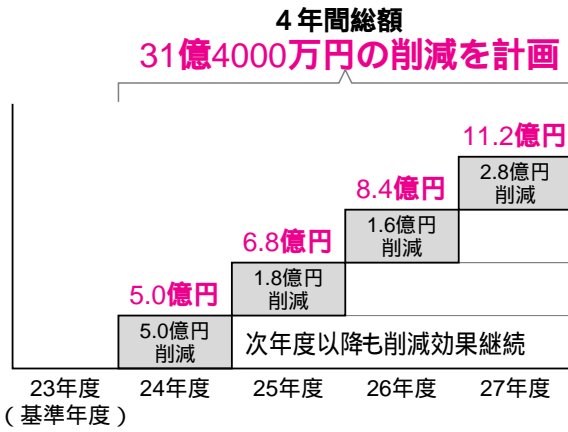 4年間総額
31億4000万円の削減を計画
11.2億円
2.8億円
削減
8.4億円
1.6億円
削減
6.8億円
1.8億円
削減
5.0億円
5.0億円
削減
次年度以降も削減効果継続
23年度
(基準年度)
24年度
25年度
26年度
27年度